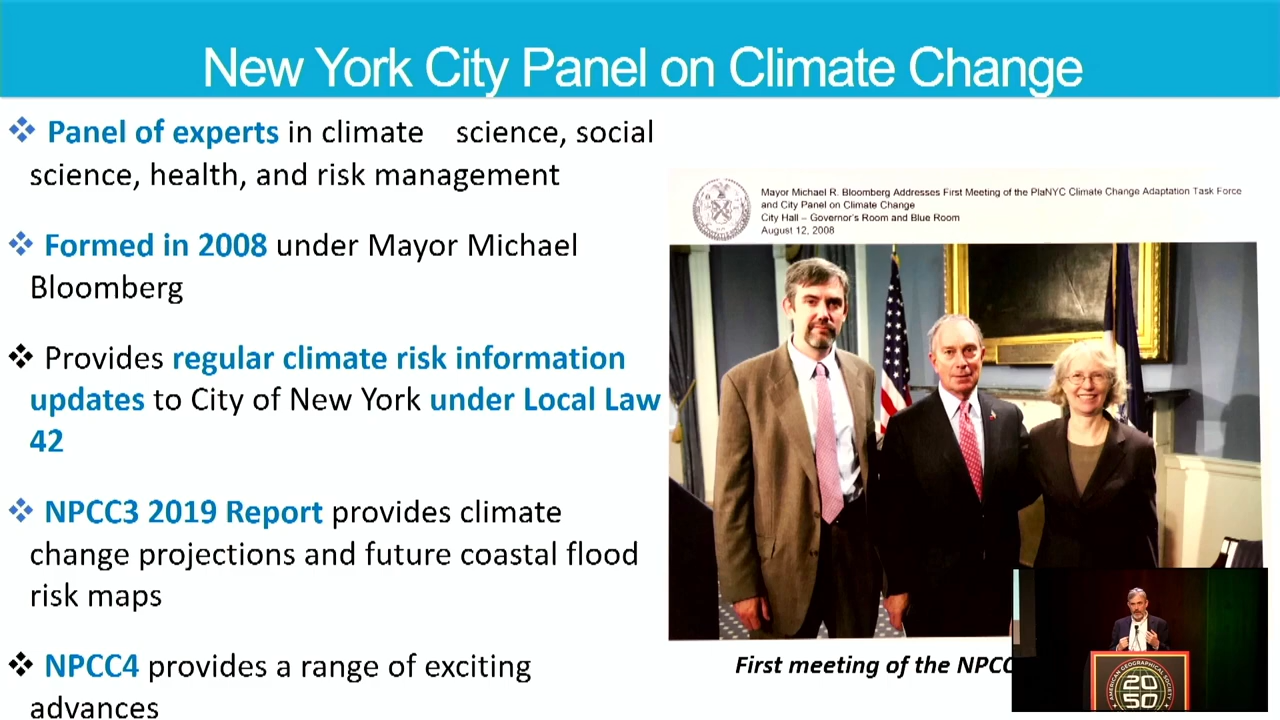 New York City Panel on Climate Change
❖ Panel of experts in climate science, social
science, health, and risk management
❖ Formed in 2008 under Mayor Michael
Bloomberg
❖ Provides regular climate risk information
updates to City of New York under Local Law
42
❖ NPCC3 2019 Report provides climate
change projections and future coastal flood
risk maps
❖ NPCC4 provides a range of exciting
advances
Mayor Michael R. Bloomberg Addresses First Meeting of the PlaNYC Climate Change Adaptation Task Force
and City Panel on Climate Change
City Hall – Governor's Room and Blue Room
August 12, 2008
First meeting of the NPCC
AMERICAN GEOGRAPHICAL SOCIETY
20
50